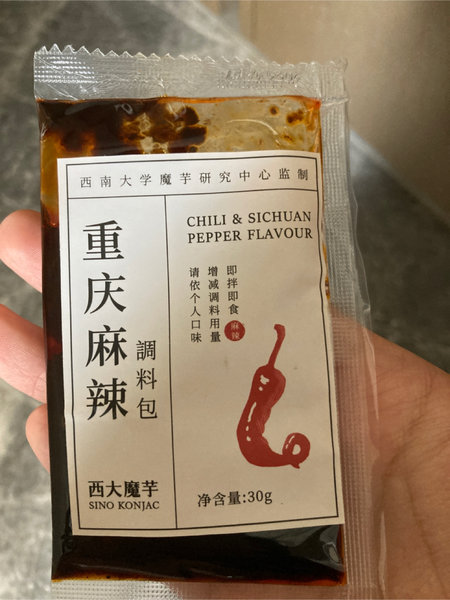 西南大学魔芋研究中心监制
重庆麻辣
調料包
西大魔芋
SINO KONJAC
CHILI & SICHUAN
PEPPER FLAVOUR
即拌即食
增减调料用量
请依个人口味
麻辣
净含量:30g